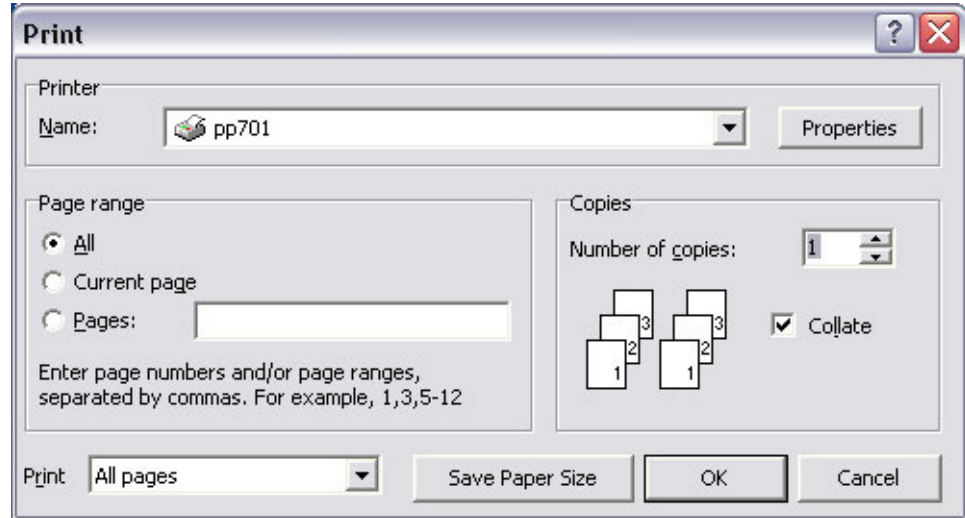 Print
Printer
Name: pp701 Properties
Page range
All
Current page
Pages:
Enter page numbers and/or page ranges,
separated by commas. For example, 1,3,5-12
Copies
Number of copies: 1
3 3
2 2
1 1
Collate
Print All pages Save Paper Size OK Cancel